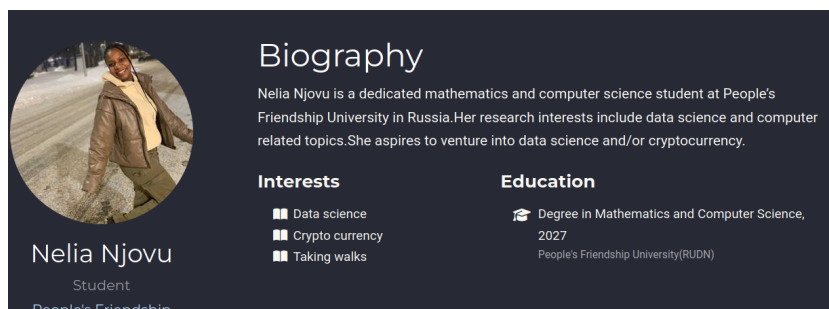 Biography
Nelia Njovu is a dedicated mathematics and computer science student at People's
Friendship University in Russia.Her research interests include data science and computer
related topics.She aspires to venture into data science and/or cryptocurrency.
Interests
Data science
Crypto currency
Taking walks
Education
Degree in Mathematics and Computer Science,
2027
People's Friendship University(RUDN)
Nelia Njovu
Student
People's Friendship